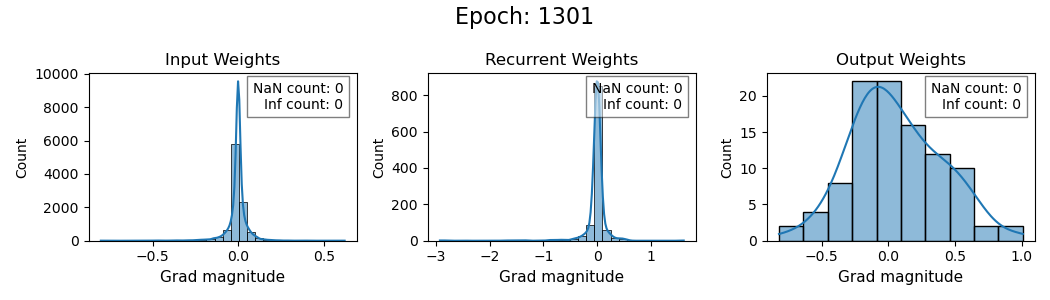 Epoch: 1301
Input Weights
Recurrent Weights
Output Weights
NaN count: 0
Inf count: 0
NaN count: 0
Inf count: 0
NaN count: 0
Inf count: 0
Count
10000
8000
6000
4000
2000
0
−0.5
0.0
0.5
Grad magnitude
Count
800
600
400
200
0
−3
−2
−1
0
1
Grad magnitude
Count
20
15
10
5
0
−0.5
0.0
0.5
1.0
Grad magnitude